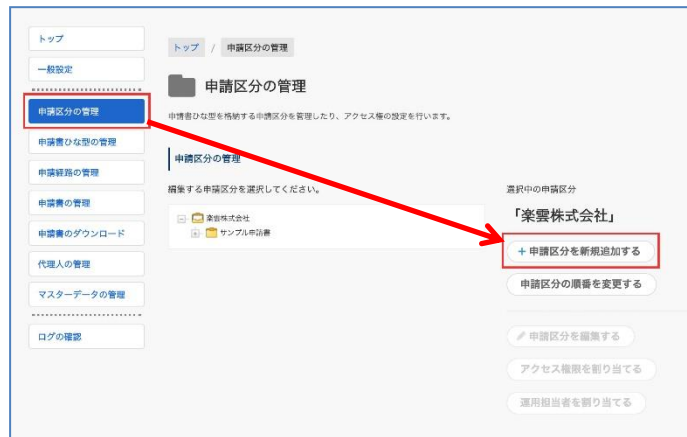 トップ
一般設定
申請区分の管理
申請書ひな型の管理
申請経路の管理
申請書の管理
申請書のダウンロード
代理人の管理
マスターデータの管理
ログの確認
トップ / 申請区分の管理
申請区分の管理
申請書ひな型を格納する申請区分を管理したり、アクセス権の設定を行います。
申請区分の管理
編集する申請区分を選択してください。
楽雲株式会社
サンプル申請書
選択中の申請区分
「楽雲株式会社」
+ 申請区分を新規追加する
申請区分の順番を変更する
申請区分を編集する
アクセス権限を割り当てる
運用担当者を割り当てる